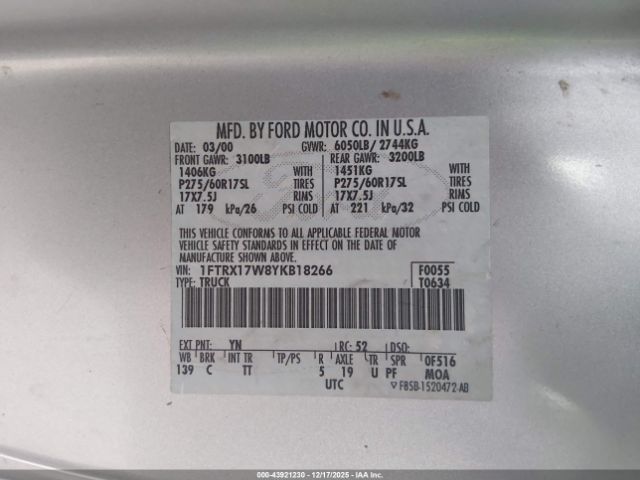 MFD. BY FORD MOTOR CO. IN U.S.A.
DATE: 03/00 GVWR: 6050LB/ 2744KG
FRONT GAWR: 3100LB REAR GAWR: 3200LB
1406KG WITH 1451KG WITH
P275/60R17SL TIRES P275/60R17SL TIRES
17X7.5J RIMS 17X7.5J RIMS
AT 179 kPa/26 PSI COLD AT 221 kPa/32 PSI COLD
THIS VEHICLE CONFORMS TO ALL APPLICABLE FEDERAL MOTOR
VEHICLE SAFETY STANDARDS IN EFFECT ON THE DATE OF
MANUFACTURE SHOWN ABOVE.
VIN: 1FTRX17W8YKB18266 F0055
TYPE: TRUCK T0634
EXT PNT: YN RC: 52 DSO:
WB BRK INT TR TP/PS R AXLE TR SPR 0F516
139 C TT 5 19 U PF MOA
UTC F85B-1520472-AB
000-43921230 - 12/17/2025 - IAA, Inc.